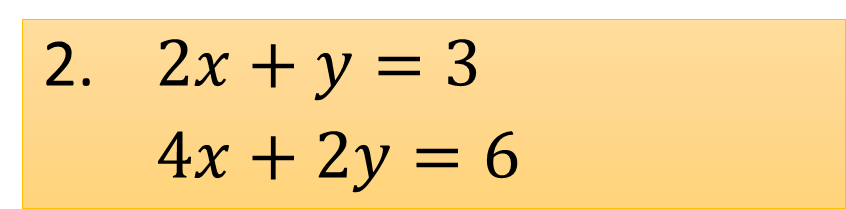 2. 2x + y = 3
4x + 2y = 6